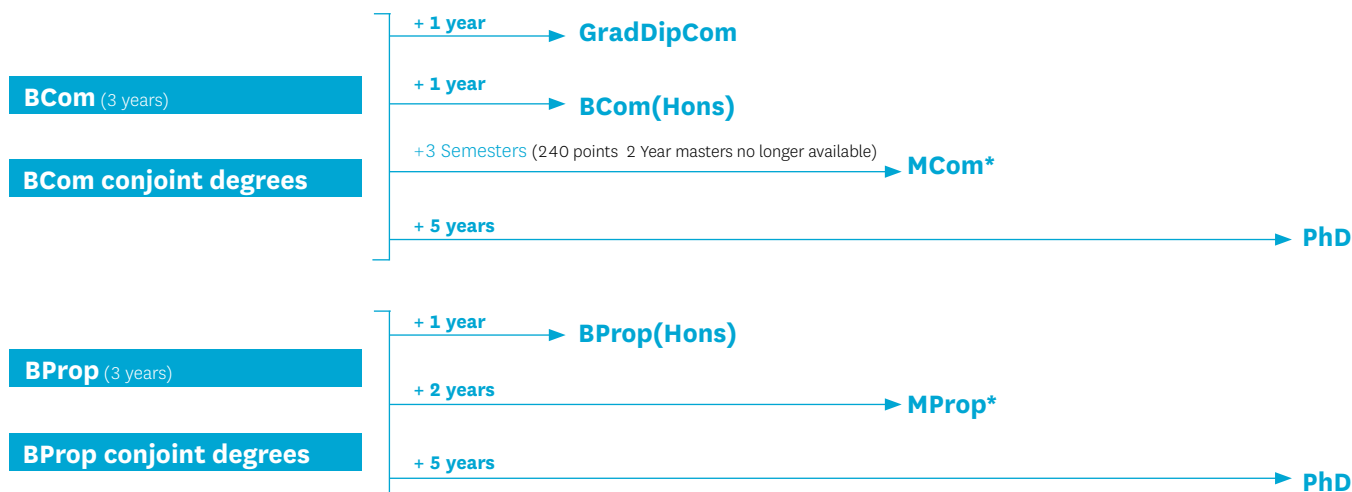 + 1 year
GradDipCom
BCom (3 years)
+ 1 year
BCom(Hons)
BCom conjoint degrees
+3 Semesters (240 points 2 Year masters no longer available)
MCom*
+ 5 years
PhD
+ 1 year
BProp(Hons)
BProp (3 years)
+ 2 years
MProp*
BProp conjoint degrees
+ 5 years
PhD